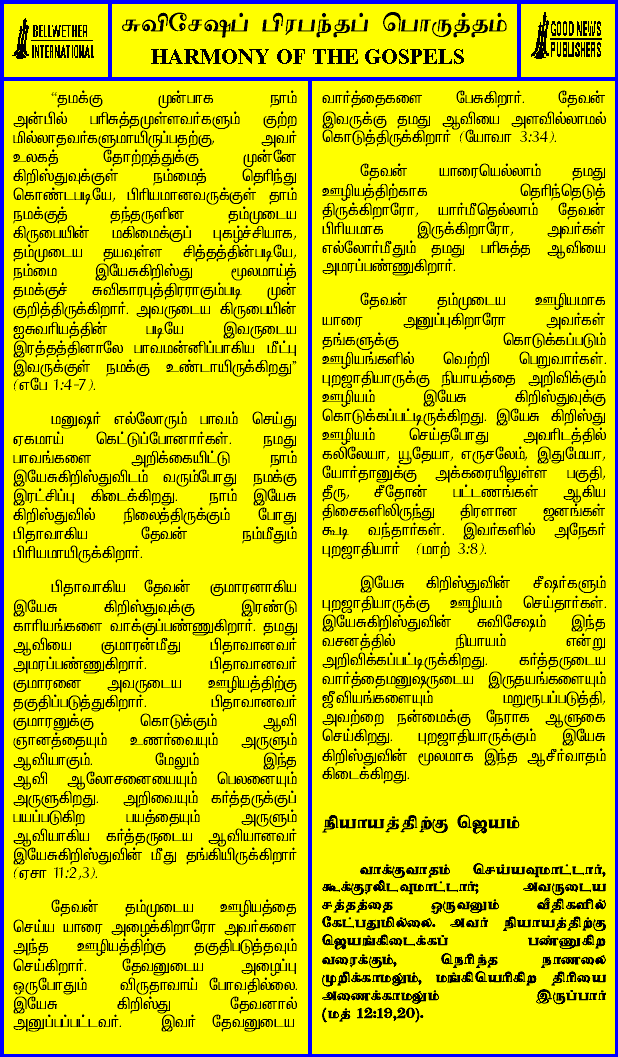 BELLWETHER
INTERNATIONAL
சுவிசேஷப் பிரபந்தப் பொருத்தம்
HARMONY OF THE GOSPELS
GOOD NEWS
PUBLISHERS
“தமக்கு முன்பாக நாம்
அன்பில் பரிசுத்தமுள்ளவர்களும் குற்ற
மில்லாதவர்களுமாயிருப்பதற்கு, அவர்
உலகத் தோற்றத்துக்கு முன்னே
கிறிஸ்துவுக்குள் நம்மைத் தெரிந்து
கொண்டபடியே, பிரியமானவருக்குள் தாம்
நமக்குத் தந்தருளின தம்முடைய
கிருபையின் மகிமைக்குப் புகழ்ச்சியாக,
தம்முடைய தயவுள்ள சித்தத்தின்படியே,
நம்மை இயேசுகிறிஸ்து மூலமாய்த்
தமக்குச் சுவிகாரபுத்திரராகும்படி முன்
குறித்திருக்கிறார். அவருடைய கிருபையின்
ஐசுவரியத்தின் படியே இவருடைய
இரத்தத்தினாலே பாவமன்னிப்பாகிய மீட்பு
இவருக்குள் நமக்கு உண்டாயிருக்கிறது”
(எபே 1:4-7).
மனுஷர் எல்லோரும் பாவம் செய்து
ஏகமாய் கெட்டுப்போனார்கள். நமது
பாவங்களை அறிக்கையிட்டு நாம்
இயேசுகிறிஸ்துவிடம் வரும்போது நமக்கு
இரட்சிப்பு கிடைக்கிறது. நாம் இயேசு
கிறிஸ்துவில் நிலைத்திருக்கும் போது
பிதாவாகிய தேவன் நம்மீதும்
பிரியமாயிருக்கிறார்.
பிதாவாகிய தேவன் குமாரனாகிய
இயேசு கிறிஸ்துவுக்கு இரண்டு
காரியங்களை வாக்குப்பண்ணுகிறார். தமது
ஆவியை குமாரன்மீது பிதாவானவர்
அமரப்பண்ணுகிறார். பிதாவானவர்
குமாரனை அவருடைய ஊழியத்திற்கு
தகுதிப்படுத்துகிறார். பிதாவானவர்
குமாரனுக்கு கொடுக்கும் ஆவி
ஞானத்தையும் உணர்வையும் அருளும்
ஆவியாகும். மேலும் இந்த
ஆவி ஆலோசனையையும் பெலனையும்
அருளுகிறது. அறிவையும் கர்த்தருக்குப்
பயப்படுகிற பயத்தையும் அருளும்
ஆவியாகிய கர்த்தருடைய ஆவியானவர்
இயேசுகிறிஸ்துவின் மீது தங்கியிருக்கிறார்
(ஏசா 11:2,3).
தேவன் தம்முடைய ஊழியத்தை
செய்ய யாரை அழைக்கிறாரோ அவர்களை
அந்த ஊழியத்திற்கு தகுதிபடுத்தவும்
செய்கிறார். தேவனுடைய அழைப்பு
ஒருபோதும் விருதாவாய் போவதில்லை.
இயேசு கிறிஸ்து தேவனால்
அனுப்பப்பட்டவர். இவர் தேவனுடைய
வார்த்தைகளை பேசுகிறார். தேவன்
இவருக்கு தமது ஆவியை அளவில்லாமல்
கொடுத்திருக்கிறார் (யோவா 3:34).
தேவன் யாரையெல்லாம் தமது
ஊழியத்திற்காக தெரிந்தெடுத்
திருக்கிறாரோ, யார்மீதெல்லாம் தேவன்
பிரியமாக இருக்கிறாரோ, அவர்கள்
எல்லோர்மீதும் தமது பரிசுத்த ஆவியை
அமரப்பண்ணுகிறார்.
தேவன் தம்முடைய ஊழியமாக
யாரை அனுப்புகிறாரோ அவர்கள்
தங்களுக்கு கொடுக்கப்படும்
ஊழியங்களில் வெற்றி பெறுவார்கள்.
புறஜாதியாருக்கு நியாயத்தை அறிவிக்கும்
ஊழியம் இயேசு கிறிஸ்துவுக்கு
கொடுக்கப்பட்டிருக்கிறது. இயேசு கிறிஸ்து
ஊழியம் செய்தபோது அவரிடத்தில்
கலிலேயா, யூதேயா, எருசலேம், இதுமேயா,
யோர்தானுக்கு அக்கரையிலுள்ள பகுதி,
தீரு, சீதோன் பட்டணங்கள் ஆகிய
திசைகளிலிருந்து திரளான ஜனங்கள்
கூடி வந்தார்கள். இவர்களில் அநேகர்
புறஜாதியார் (மாற் 3:8).
இயேசு கிறிஸ்துவின் சீஷர்களும்
புறஜாதியாருக்கு ஊழியம் செய்தார்கள்.
இயேசுகிறிஸ்துவின் சுவிசேஷம் இந்த
வசனத்தில் நியாயம் என்று
அறிவிக்கப்பட்டிருக்கிறது. கர்த்தருடைய
வார்த்தைமனுஷருடைய இருதயங்களையும்
ஜீவியங்களையும் மறுரூபப்படுத்தி,
அவற்றை நன்மைக்கு நேராக ஆளுகை
செய்கிறது. புறஜாதியாருக்கும் இயேசு
கிறிஸ்துவின் மூலமாக இந்த ஆசீர்வாதம்
கிடைக்கிறது.
நியாயத்திற்கு ஜெயம்
வாக்குவாதம் செய்யவுமாட்டார்,
கூக்குரலிடவுமாட்டார்; அவருடைய
சத்தத்தை ஒருவனும் வீதிகளில்
கேட்பதுமில்லை. அவர் நியாயத்திற்கு
ஜெயங்கிடைக்கப் பண்ணுகிற
வரைக்கும், நெரிந்த நாணலை
முறிக்காமலும், மங்கியெரிகிற திரியை
அணைக்காமலும் இருப்பார்
(மத் 12:19,20).